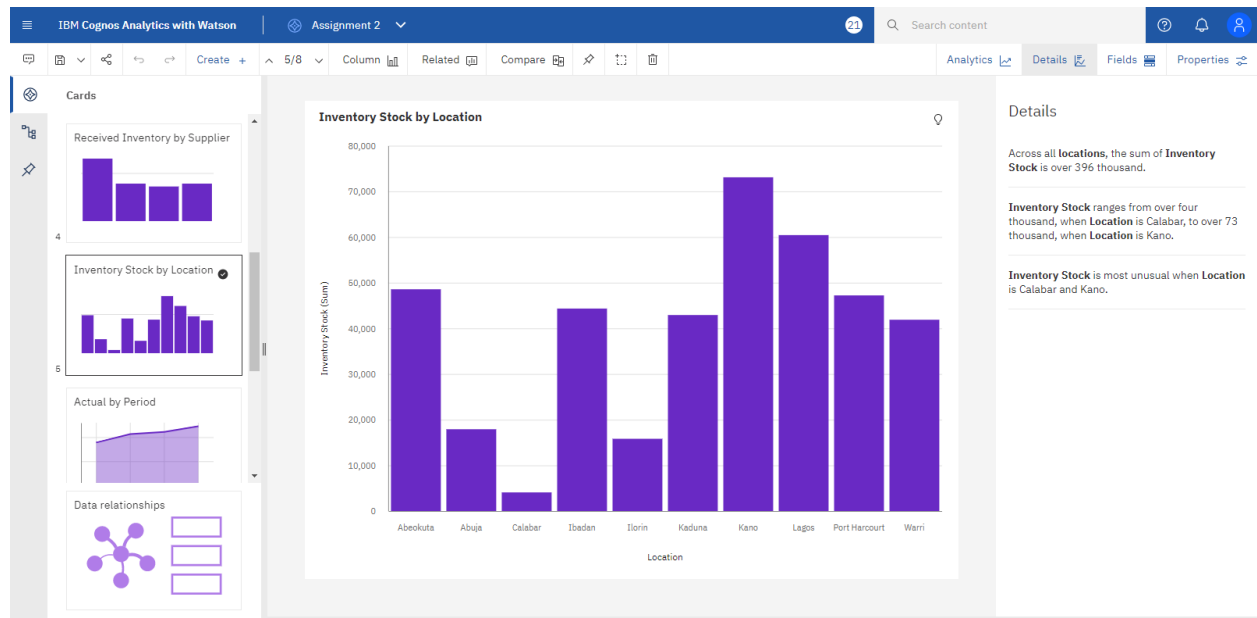 IBM Cognos Analytics with Watson
Assignment 2
21
Search content
Create +
5/8
Column
Related
Compare
Analytics
Details
Fields
Properties
Cards
Received Inventory by Supplier
4
Inventory Stock by Location
5
Actual by Period
Data relationships
Inventory Stock by Location
80,000
70,000
60,000
50,000
40,000
30,000
20,000
10,000
0
Inventory Stock (Sum)
Abeokuta Abuja Calabar Ibadan Ilorin Kaduna Kano Lagos Port Harcourt Warri
Location
Details
Across all locations, the sum of Inventory
Stock is over 396 thousand.
Inventory Stock ranges from over four
thousand, when Location is Calabar, to over 73
thousand, when Location is Kano.
Inventory Stock is most unusual when Location
is Calabar and Kano.